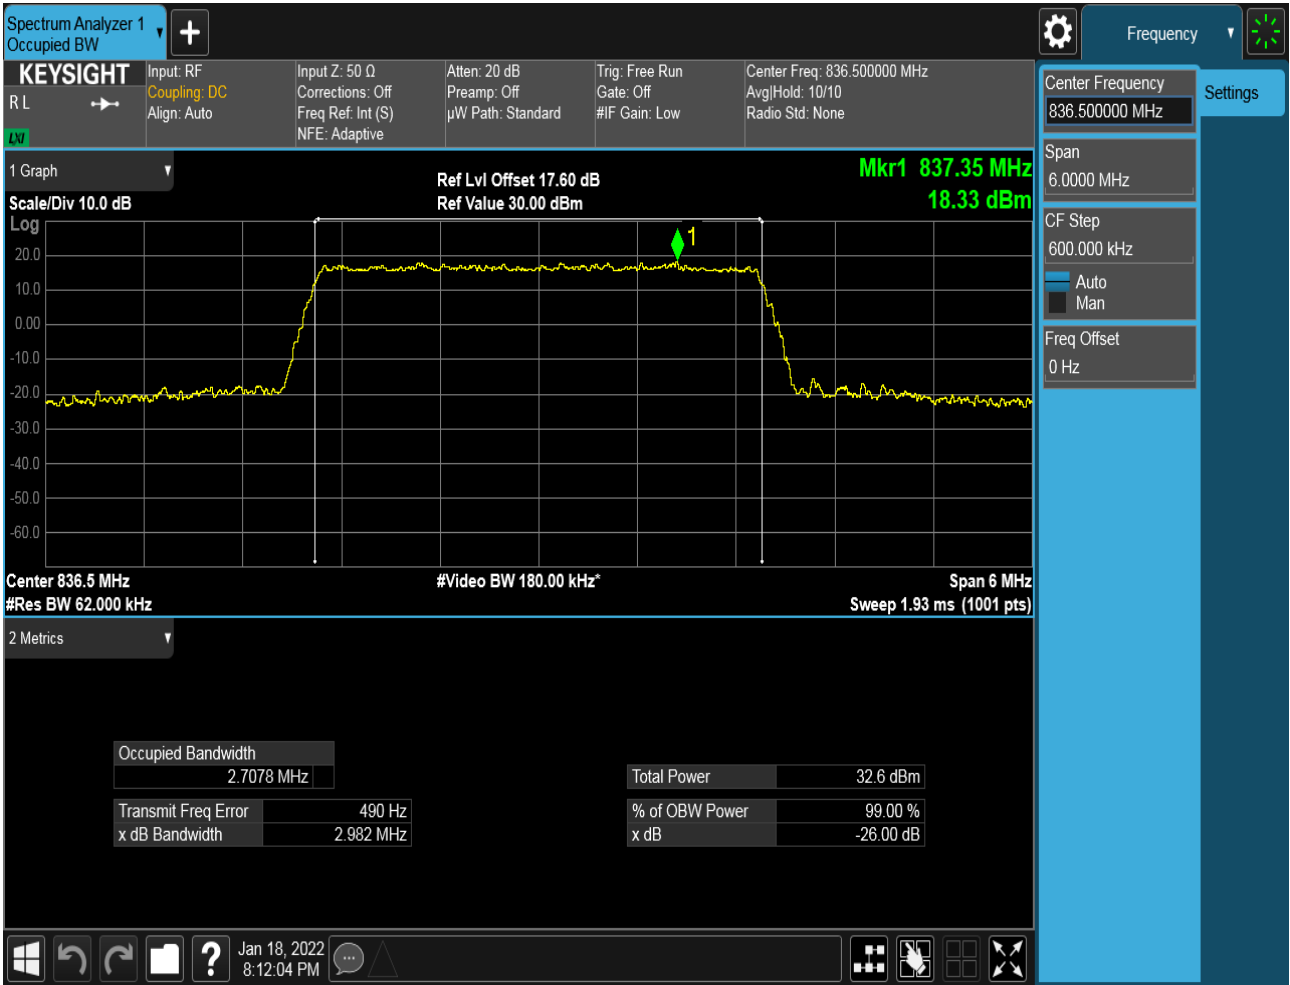 Spectrum Analyzer 1
Occupied BW
Frequency
KEYSIGHT
R L
LXI
Input: RF
Coupling: DC
Align: Auto
Input Z: 50 Ω
Corrections: Off
Freq Ref: Int (S)
NFE: Adaptive
Atten: 20 dB
Preamp: Off
µW Path: Standard
Trig: Free Run
Gate: Off
#IF Gain: Low
Center Freq: 836.500000 MHz
Avg|Hold: 10/10
Radio Std: None
Center Frequency
836.500000 MHz
Settings
Span
6.0000 MHz
CF Step
600.000 kHz
Auto
Man
Freq Offset
0 Hz
1 Graph
Scale/Div 10.0 dB
Ref Lvl Offset 17.60 dB
Ref Value 30.00 dBm
Mkr1 837.35 MHz
18.33 dBm
Log
1
20.0
10.0
0.00
-10.0
-20.0
-30.0
-40.0
-50.0
-60.0
Center 836.5 MHz
#Video BW 180.00 kHz*
Span 6 MHz
#Res BW 62.000 kHz
Sweep 1.93 ms (1001 pts)
2 Metrics
Occupied Bandwidth
2.7078 MHz
Total Power 32.6 dBm
Transmit Freq Error 490 Hz
% of OBW Power 99.00 %
x dB Bandwidth 2.982 MHz
x dB -26.00 dB
?
Jan 18, 2022
8:12:04 PM